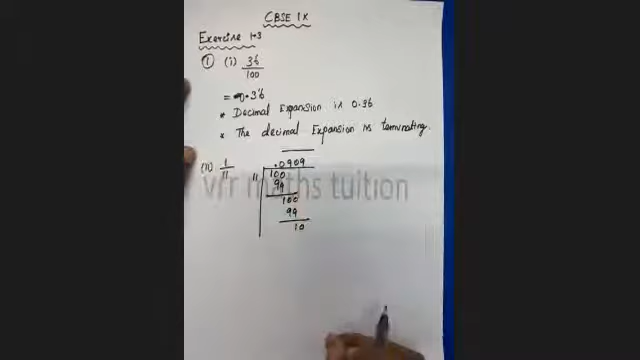 CBSE IX
Exercise 1.3
① (i) 36/100
= 0.36
* Decimal Expansion is 0.36
* The decimal Expansion is terminating.
(ii) 1/11
.0909
11 100
99
100
99
10
vrr maths tuition